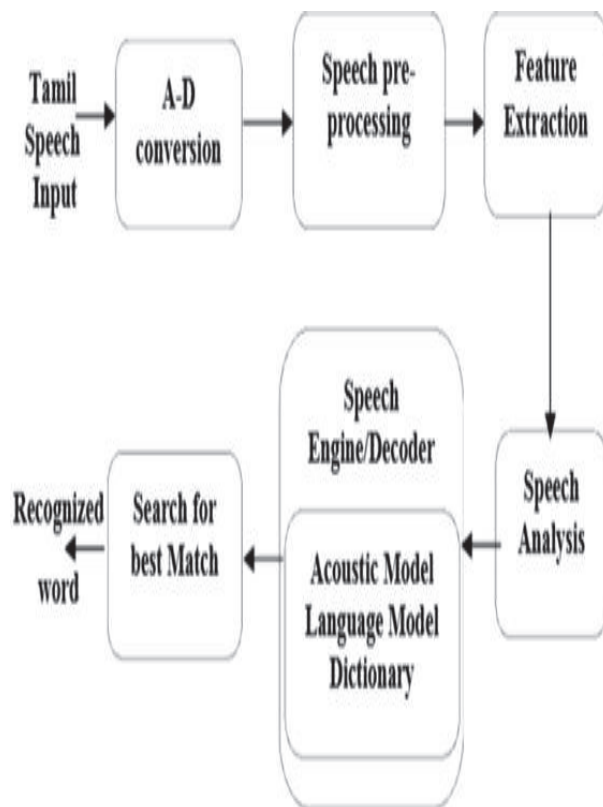 Tamil
Speech
Input
A-D
conversion
Speech pre-
processing
Feature
Extraction
Speech
Analysis
Speech
Engine/Decoder
Acoustic Model
Language Model
Dictionary
Search for
best Match
Recognized
word